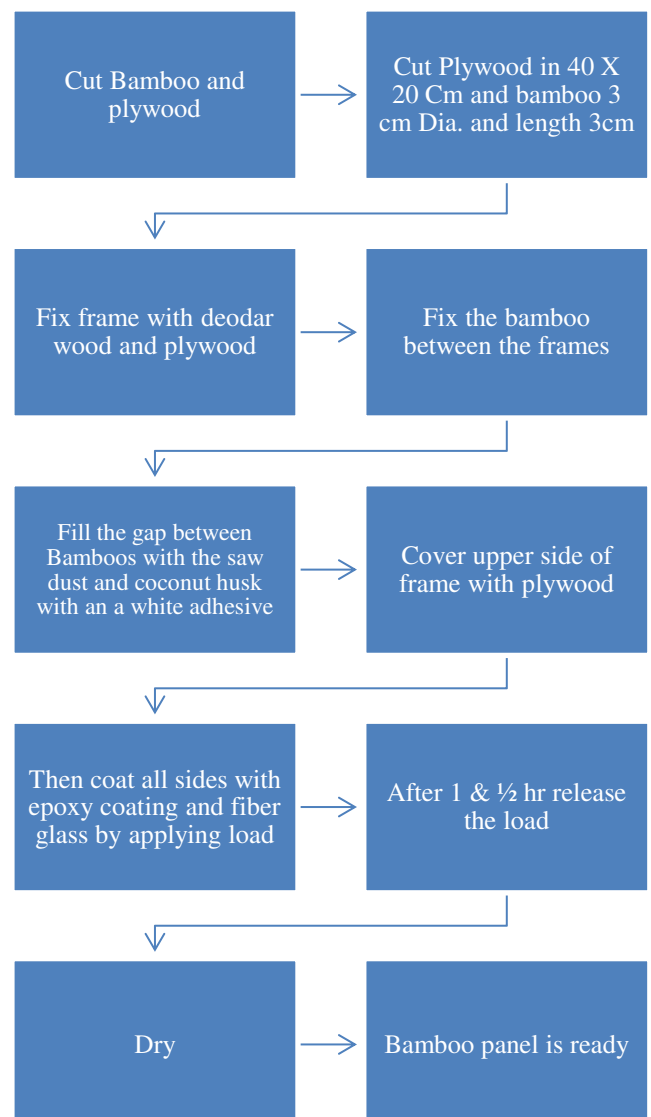 Cut Bamboo and
plywood
Cut Plywood in 40 X
20 Cm and bamboo 3
cm Dia. and length 3cm
Fix frame with deodar
wood and plywood
Fix the bamboo
between the frames
Fill the gap between
Bamboos with the saw
dust and coconut husk
with an a white adhesive
Cover upper side of
frame with plywood
Then coat all sides with
epoxy coating and fiber
glass by applying load
After 1 & ½ hr release
the load
Dry
Bamboo panel is ready